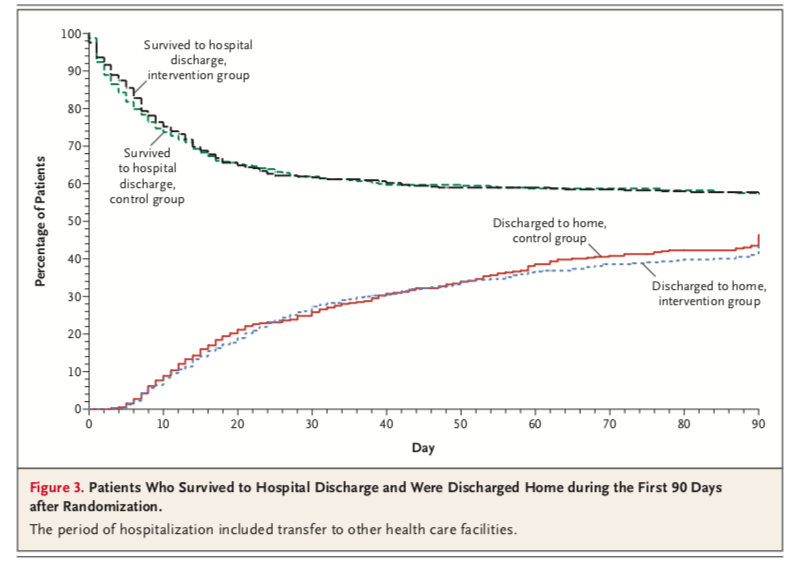 100
90
80
70
60
50
40
30
20
10
0
Percentage of Patients
Survived to hospital
discharge,
intervention group
Survived
to hospital
discharge,
control group
Discharged to home,
control group
Discharged to home,
intervention group
0 10 20 30 40 50 60 70 80 90
Day
Figure 3. Patients Who Survived to Hospital Discharge and Were Discharged Home during the First 90 Days
after Randomization.
The period of hospitalization included transfer to other health care facilities.